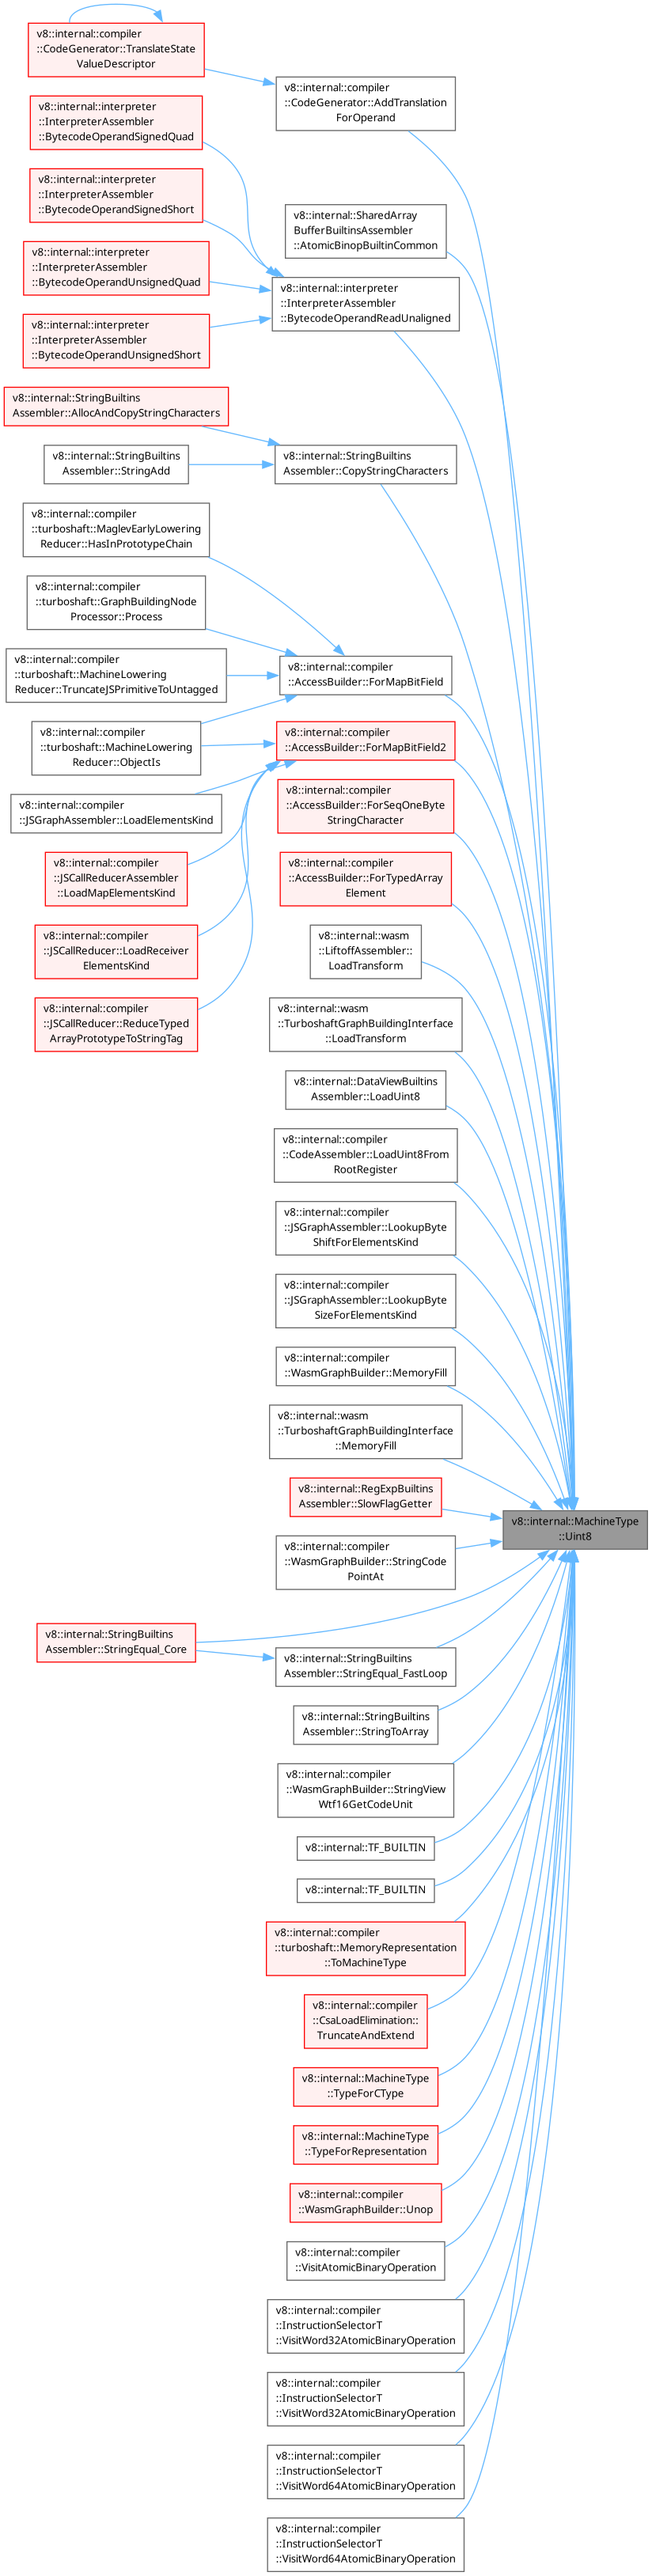 v8::internal::compiler
::CodeGenerator::TranslateState
ValueDescriptor
v8::internal::compiler
::CodeGenerator::AddTranslation
ForOperand
v8::internal::interpreter
::InterpreterAssembler
::BytecodeOperandSignedQuad
v8::internal::interpreter
::InterpreterAssembler
::BytecodeOperandSignedShort
v8::internal::SharedArray
BufferBuiltinsAssembler
::AtomicBinopBuiltinCommon
v8::internal::interpreter
::InterpreterAssembler
::BytecodeOperandUnsignedQuad
v8::internal::interpreter
::InterpreterAssembler
::BytecodeOperandReadUnaligned
v8::internal::interpreter
::InterpreterAssembler
::BytecodeOperandUnsignedShort
v8::internal::StringBuiltins
Assembler::AllocAndCopyStringCharacters
v8::internal::StringBuiltins
Assembler::StringAdd
v8::internal::StringBuiltins
Assembler::CopyStringCharacters
v8::internal::compiler
::turboshaft::MaglevEarlyLowering
Reducer::HasInPrototypeChain
v8::internal::compiler
::turboshaft::GraphBuildingNode
Processor::Process
v8::internal::compiler
::turboshaft::MachineLowering
Reducer::TruncateJSPrimitiveToUntagged
v8::internal::compiler
::AccessBuilder::ForMapBitField
v8::internal::compiler
::turboshaft::MachineLowering
Reducer::ObjectIs
v8::internal::compiler
::AccessBuilder::ForMapBitField2
v8::internal::compiler
::JSGraphAssembler::LoadElementsKind
v8::internal::compiler
::AccessBuilder::ForSeqOneByte
StringCharacter
v8::internal::compiler
::JSCallReducerAssembler
::LoadMapElementsKind
v8::internal::compiler
::AccessBuilder::ForTypedArray
Element
v8::internal::compiler
::JSCallReducer::LoadReceiver
ElementsKind
v8::internal::wasm
::LiftoffAssembler::
LoadTransform
v8::internal::compiler
::JSCallReducer::ReduceTyped
ArrayPrototypeToStringTag
v8::internal::wasm
::TurboshaftGraphBuildingInterface
::LoadTransform
v8::internal::DataViewBuiltins
Assembler::LoadUint8
v8::internal::compiler
::CodeAssembler::LoadUint8From
RootRegister
v8::internal::compiler
::JSGraphAssembler::LookupByte
ShiftForElementsKind
v8::internal::compiler
::JSGraphAssembler::LookupByte
SizeForElementsKind
v8::internal::compiler
::WasmGraphBuilder::MemoryFill
v8::internal::wasm
::TurboshaftGraphBuildingInterface
::MemoryFill
v8::internal::RegExpBuiltins
Assembler::SlowFlagGetter
v8::internal::MachineType
::Uint8
v8::internal::compiler
::WasmGraphBuilder::StringCode
PointAt
v8::internal::StringBuiltins
Assembler::StringEqual_Core
v8::internal::StringBuiltins
Assembler::StringEqual_FastLoop
v8::internal::StringBuiltins
Assembler::StringToArray
v8::internal::compiler
::WasmGraphBuilder::StringView
Wtf16GetCodeUnit
v8::internal::TF_BUILTIN
v8::internal::TF_BUILTIN
v8::internal::compiler
::turboshaft::MemoryRepresentation
::ToMachineType
v8::internal::compiler
::CsaLoadElimination::
TruncateAndExtend
v8::internal::MachineType
::TypeForCType
v8::internal::MachineType
::TypeForRepresentation
v8::internal::compiler
::WasmGraphBuilder::Unop
v8::internal::compiler
::VisitAtomicBinaryOperation
v8::internal::compiler
::InstructionSelectorT
::VisitWord32AtomicBinaryOperation
v8::internal::compiler
::InstructionSelectorT
::VisitWord32AtomicBinaryOperation
v8::internal::compiler
::InstructionSelectorT
::VisitWord64AtomicBinaryOperation
v8::internal::compiler
::InstructionSelectorT
::VisitWord64AtomicBinaryOperation